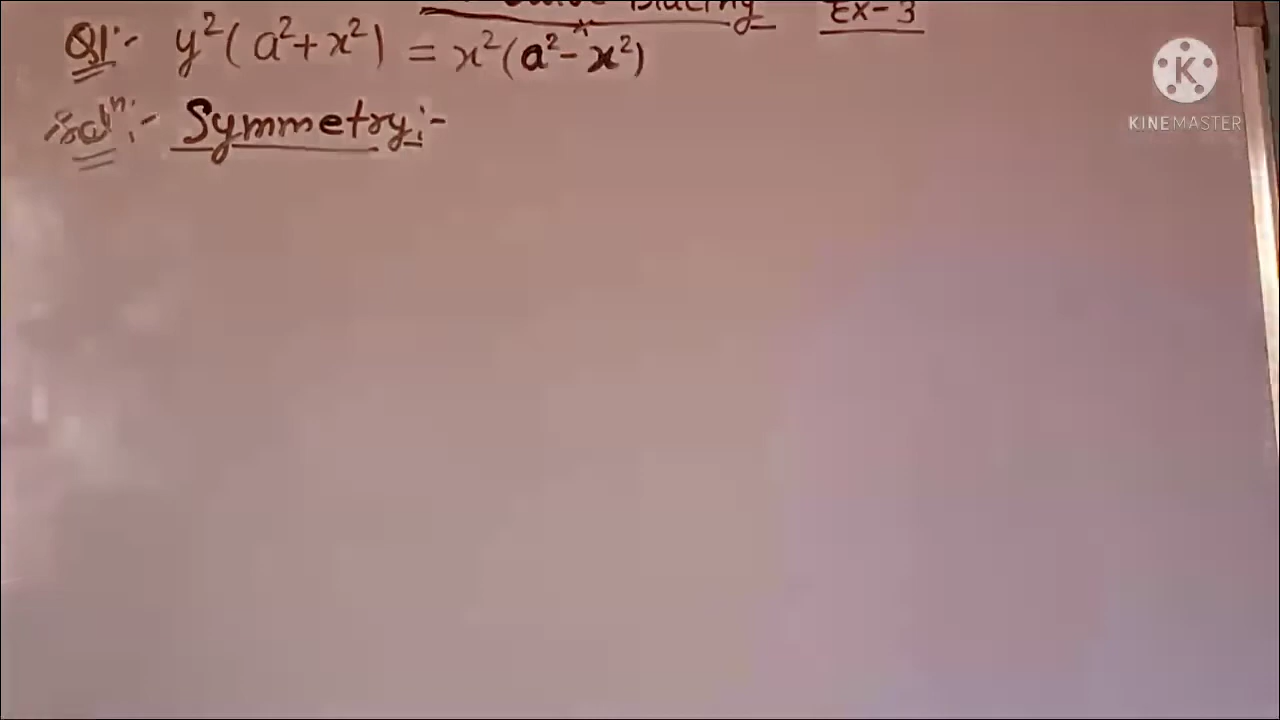 Ex-3
Q1:- y²(a²+x²) = x²(a²-x²)
Solⁿ:- Symmetry:-
K
KINEMASTER